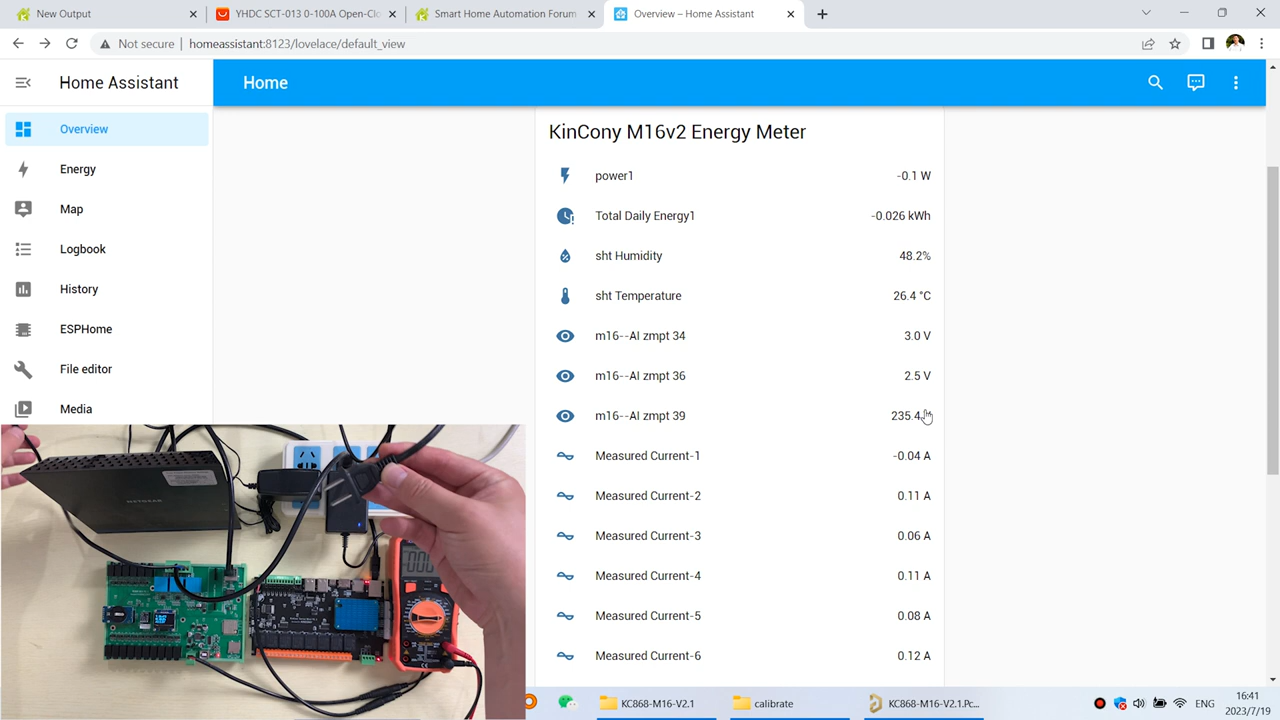 New Output
YHDC SCT-013 0-100A Open-Clo
Smart Home Automation Forum
Overview – Home Assistant
Not secure
homeassistant:8123/lovelace/default_view
Home Assistant
Home
Overview
Energy
Map
Logbook
History
ESPHome
File editor
Media
KinCony M16v2 Energy Meter
power1
-0.1 W
Total Daily Energy1
-0.026 kWh
sht Humidity
48.2%
sht Temperature
26.4 °C
m16--AI zmpt 34
3.0 V
m16--AI zmpt 36
2.5 V
m16--AI zmpt 39
235.4
Measured Current-1
-0.04 A
Measured Current-2
0.11 A
Measured Current-3
0.06 A
Measured Current-4
0.11 A
Measured Current-5
0.08 A
Measured Current-6
0.12 A
NETGEAR
KC868-M16-V2.1
calibrate
KC868-M16-V2.1.Pc...
ENG
16:41
2023/7/19